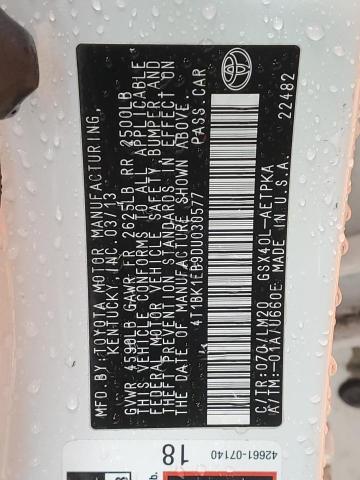 MFD. BY: TOYOTA MOTOR MANUFACTURING,
KENTUCKY, INC. 03/13
GVWR 4590LB GAWR FR 2625LB RR 2500LB
THIS VEHICLE CONFORMS TO ALL APPLICABLE
FEDERAL MOTOR VEHICLE SAFETY, BUMPER AND
THEFT PREVENTION STANDARDS IN EFFECT ON
THE DATE OF MANUFACTURE SHOWN ABOVE.
PASS. CAR
C/TR: 070/LM20 GSX40L-AETPKA
A/TM: -01A/U660E MADE IN U.S.A.
22482
TOYOTA
42661-07140
18